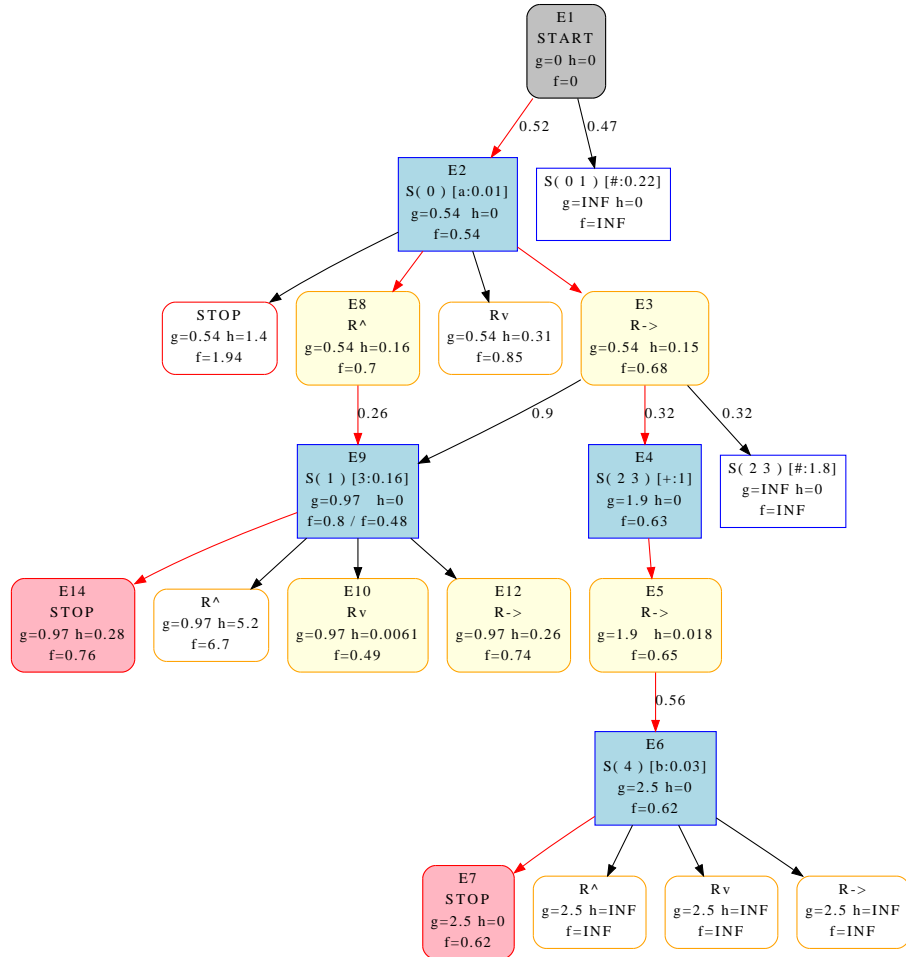 E1
START
g=0 h=0
f=0
0.52
0.47
E2
S( 0 ) [a:0.01]
g=0.54 h=0
f=0.54
S( 0 1 ) [#:0.22]
g=INF h=0
f=INF
STOP
g=0.54 h=1.4
f=1.94
E8
R^
g=0.54 h=0.16
f=0.7
Rv
g=0.54 h=0.31
f=0.85
E3
R->
g=0.54 h=0.15
f=0.68
0.26
0.9
0.32
0.32
E9
S( 1 ) [3:0.16]
g=0.97 h=0
f=0.8 / f=0.48
E4
S( 2 3 ) [+:1]
g=1.9 h=0
f=0.63
S( 2 3 ) [#:1.8]
g=INF h=0
f=INF
E14
STOP
g=0.97 h=0.28
f=0.76
R^
g=0.97 h=5.2
f=6.7
E10
Rv
g=0.97 h=0.0061
f=0.49
E12
R->
g=0.97 h=0.26
f=0.74
E5
R->
g=1.9 h=0.018
f=0.65
0.56
E6
S( 4 ) [b:0.03]
g=2.5 h=0
f=0.62
E7
STOP
g=2.5 h=0
f=0.62
R^
g=2.5 h=INF
f=INF
Rv
g=2.5 h=INF
f=INF
R->
g=2.5 h=INF
f=INF